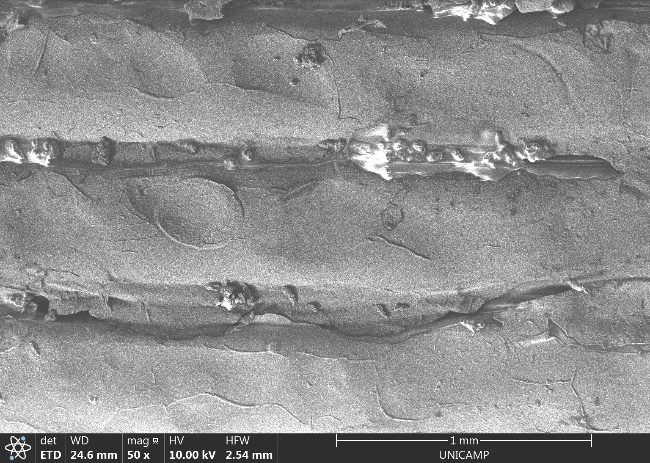 det WD mag HV HFW 1 mm
ETD 24.6 mm 50 x 10.00 kV 2.54 mm UNICAMP